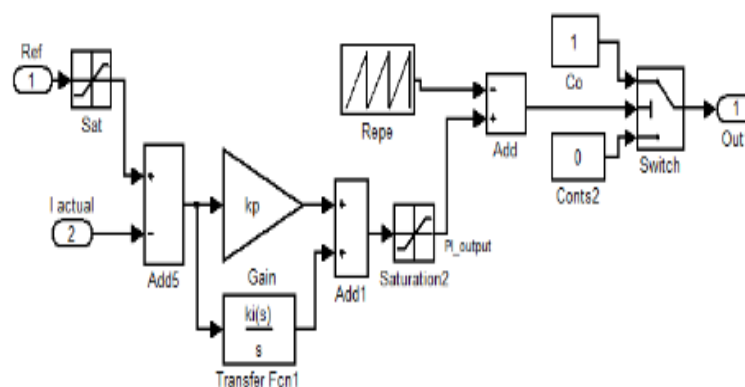 Ref
1
Sat
I actual
2
Add5
kp
Gain
ki(s)
s
Transfer Fcn1
Add1
Saturation2
PI_output
Repe
Add
1
Co
0
Conts2
Switch
1
Out